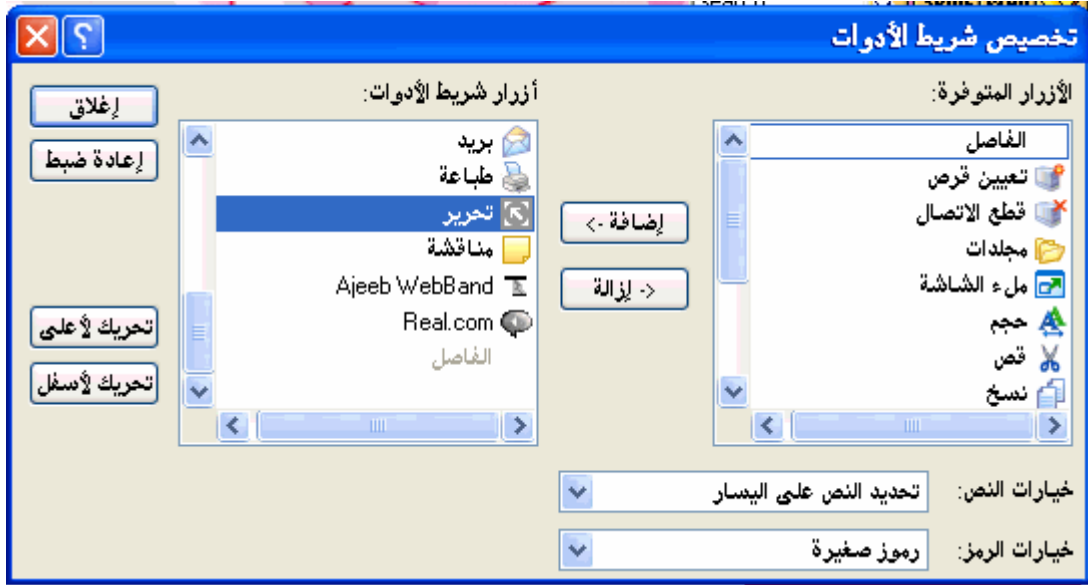 تخصيص شريط الأدوات
الأزرار المتوفرة:
الفاصل
تعيين قرص
قطع الاتصال
مجلدات
ملء الشاشة
حجم
قص
نسخ
إضافة ->
<- إزالة
أزرار شريط الأدوات:
بريد
طباعة
تحرير
مناقشة
Ajeeb WebBand
Real.com
الفاصل
إغلاق
إعادة ضبط
تحريك لأعلى
تحريك لأسفل
خيارات النص: تحديد النص على اليسار
خيارات الرمز: رموز صغيرة